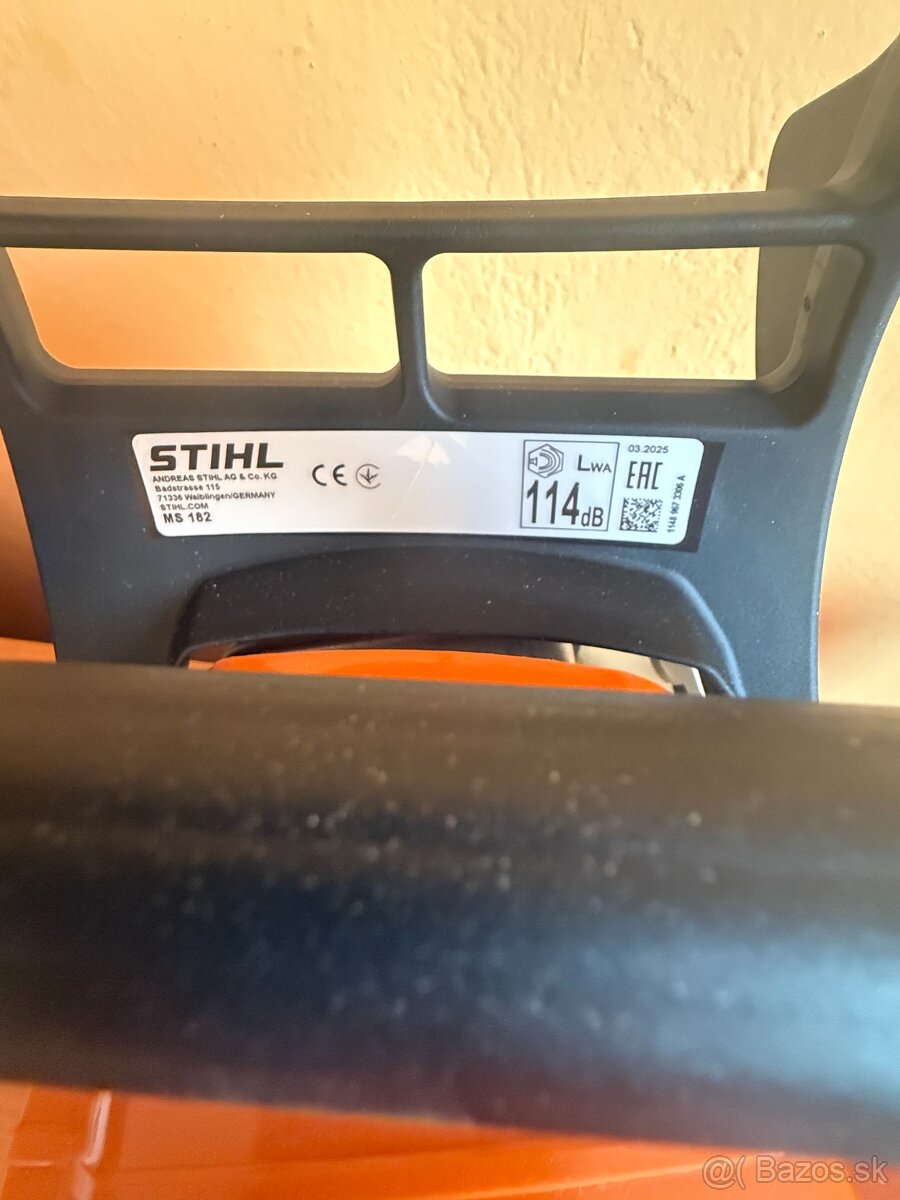 STIHL
ANDREAS STIHL AG & Co. KG
Badstrasse 115
71336 Waiblingen/GERMANY
STIHL.COM
MS 182
CE
LWA
114dB
03.2025
EAC
1148 967 3306 A
@( Bazos.sk